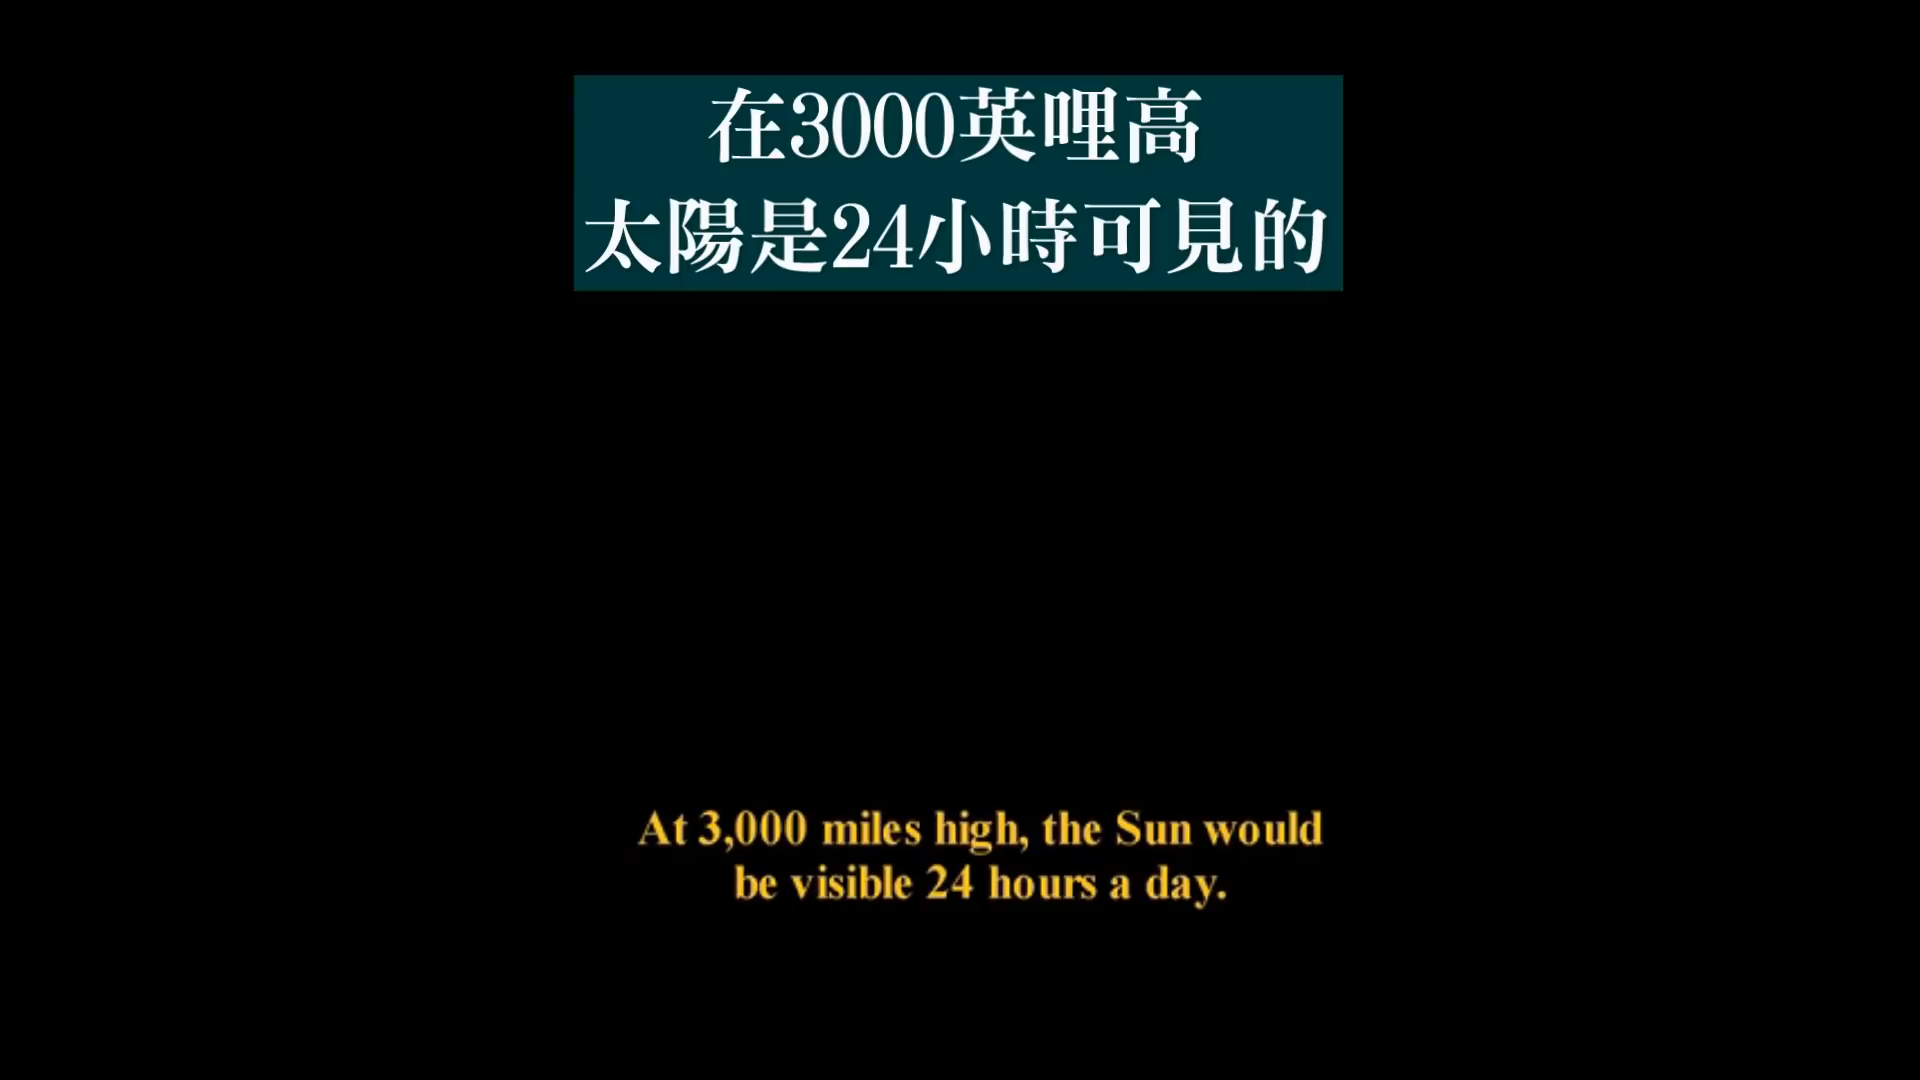 在3000英哩高
太陽是24小時可見的
At 3,000 miles high, the Sun would
be visible 24 hours a day.